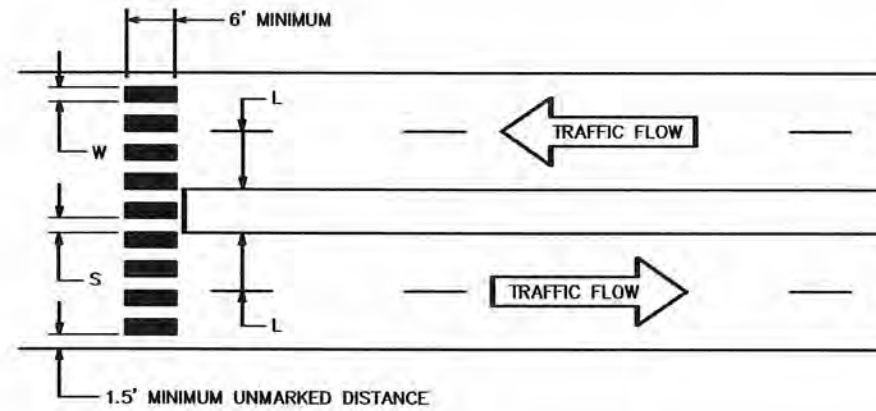 6' MINIMUM
L
TRAFFIC FLOW
W
S
TRAFFIC FLOW
L
1.5' MINIMUM UNMARKED DISTANCE